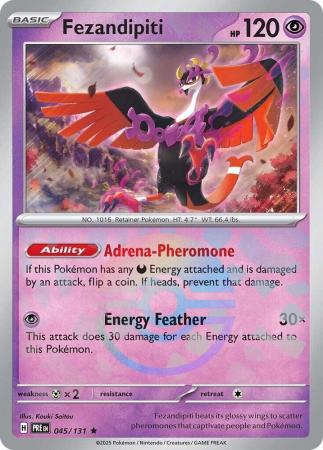 BASIC
Fezandipiti
HP 120
NO. 1016 Retainer Pokémon HT: 4'7" WT: 66.4 lbs.
Ability Adrena-Pheromone
If this Pokémon has any Energy attached and is damaged
by an attack, flip a coin. If heads, prevent that damage.
Energy Feather 30×
This attack does 30 damage for each Energy attached to
this Pokémon.
weakness ×2 resistance retreat
Illus. Kouki Saitou
H PRE EN 045/131 ★
Fezandipiti beats its glossy wings to scatter
pheromones that captivate people and Pokémon.
©2025 Pokémon / Nintendo / Creatures / GAME FREAK